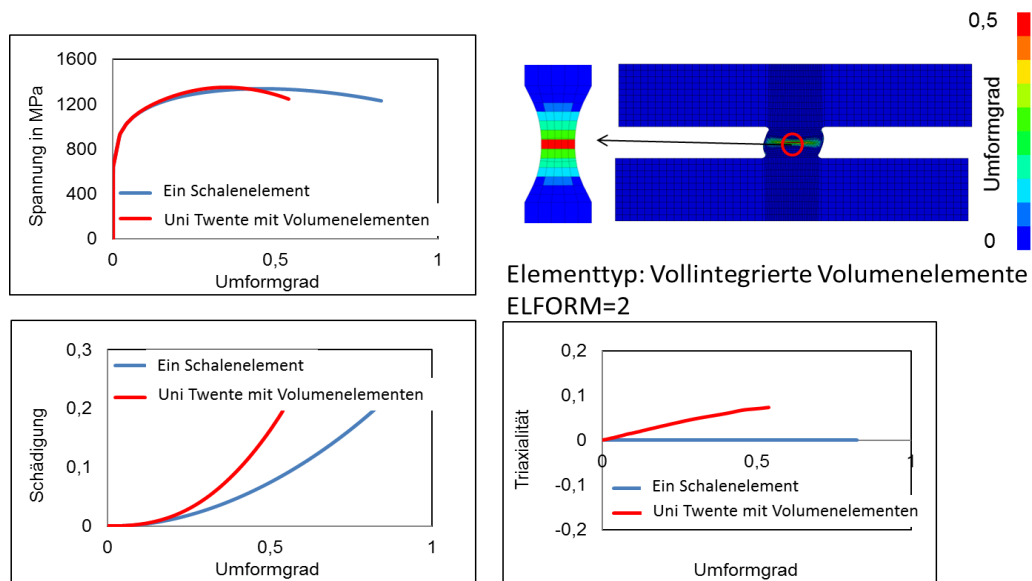 1600
1200
800
400
0
Spannung in MPa
Ein Schalenelement
Uni Twente mit Volumenelementen
0
0,5
1
Umformgrad
0,5
Umformgrad
0
Elementtyp: Vollintegrierte Volumenelemente
ELFORM=2
0,3
0,2
0,1
0
Schädigung
Ein Schalenelement
Uni Twente mit Volumenelementen
0
0,5
1
Umformgrad
0,2
0,1
0
-0,1
-0,2
Triaxialität
0
0,5
1
Ein Schalenelement
Uni Twente mit Volumenelementen
Umformgrad